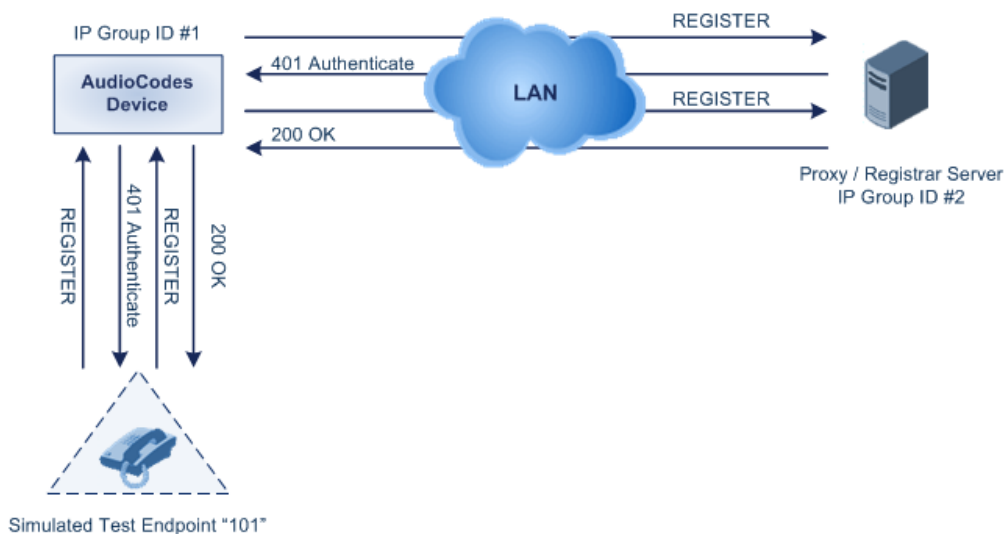 IP Group ID #1
REGISTER
AudioCodes
Device
401 Authenticate
LAN
REGISTER
200 OK
Proxy / Registrar Server
IP Group ID #2
REGISTER
401 Authenticate
REGISTER
200 OK
Simulated Test Endpoint “101”